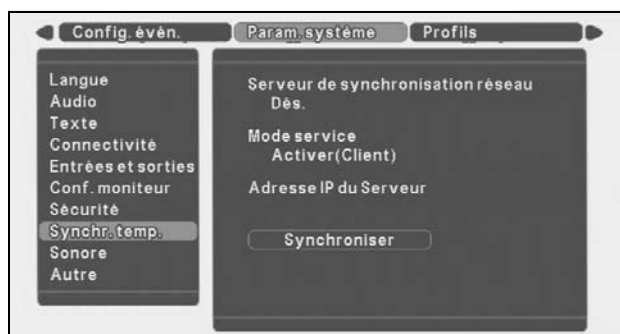 Config. évén. Param. système Profils
Langue
Audio
Texte
Connectivité
Entrées et sorties
Conf. moniteur
Sécurité
Synchr. temp.
Sonore
Autre
Serveur de synchronisation réseau
Dés.
Mode service
Activer(Client)
Adresse IP du Serveur
Synchroniser